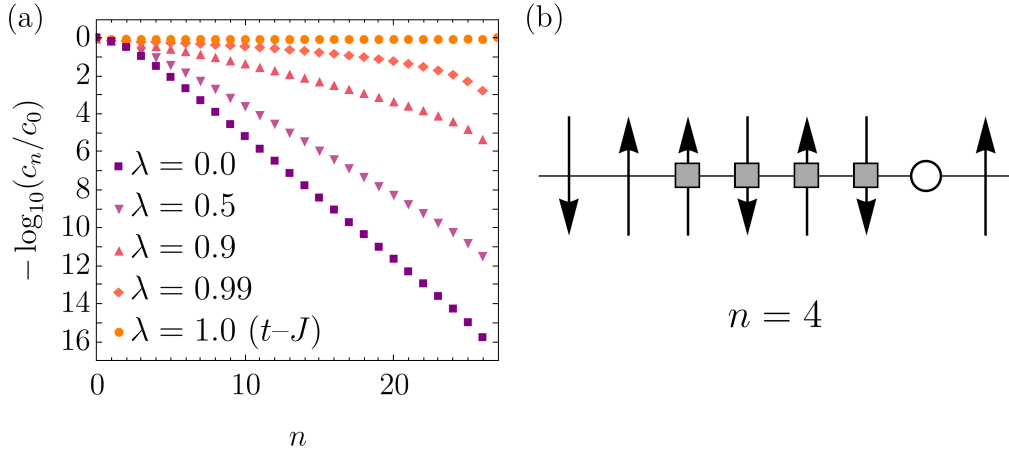 (a)
− log₁₀(cₙ/c₀)
0
2
4
6
8
10
12
14
16
λ = 0.0
λ = 0.5
λ = 0.9
λ = 0.99
λ = 1.0 (t–J)
0 10 20
n
(b)
n = 4